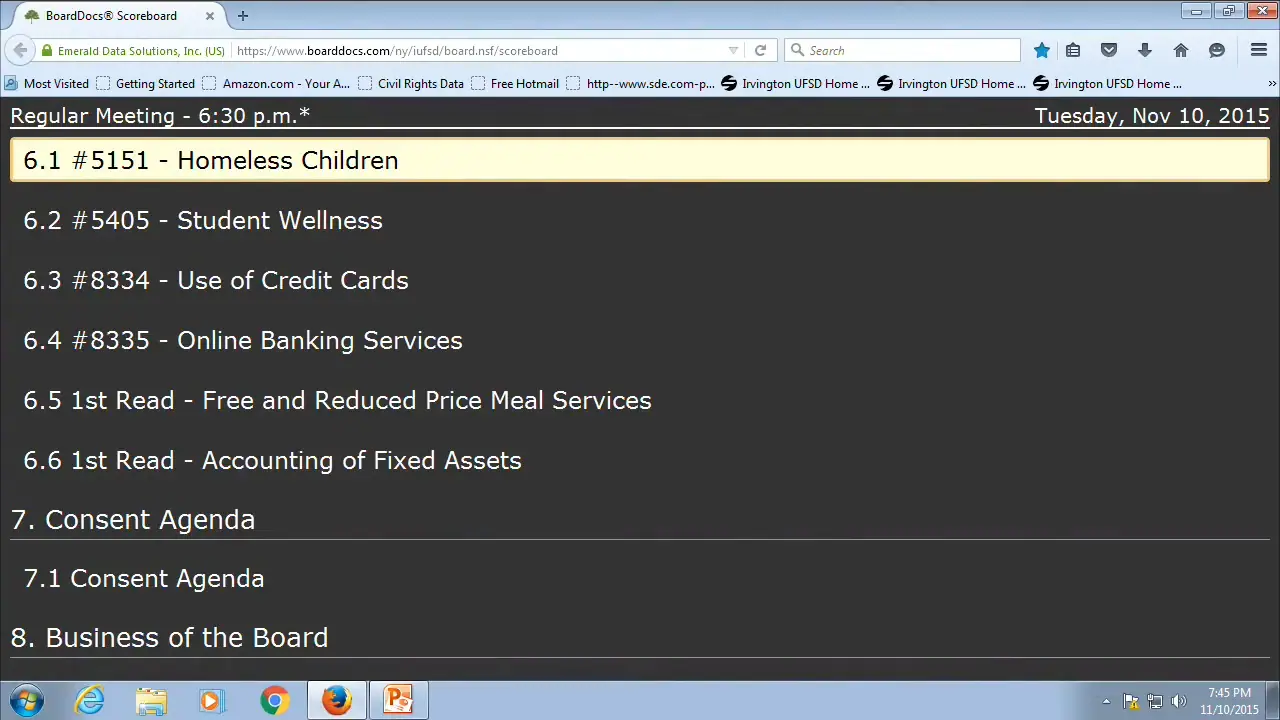 BoardDocs® Scoreboard
Emerald Data Solutions, Inc. (US)
https://www.boarddocs.com/ny/iufsd/board.nsf/scoreboard
Search
Most Visited
Getting Started
Amazon.com - Your A...
Civil Rights Data
Free Hotmail
http--www.sde.com-p...
Irvington UFSD Home ...
Irvington UFSD Home ...
Irvington UFSD Home ...
Regular Meeting - 6:30 p.m.*
Tuesday, Nov 10, 2015
6.1 #5151 - Homeless Children
6.2 #5405 - Student Wellness
6.3 #8334 - Use of Credit Cards
6.4 #8335 - Online Banking Services
6.5 1st Read - Free and Reduced Price Meal Services
6.6 1st Read - Accounting of Fixed Assets
7. Consent Agenda
7.1 Consent Agenda
8. Business of the Board
7:45 PM
11/10/2015